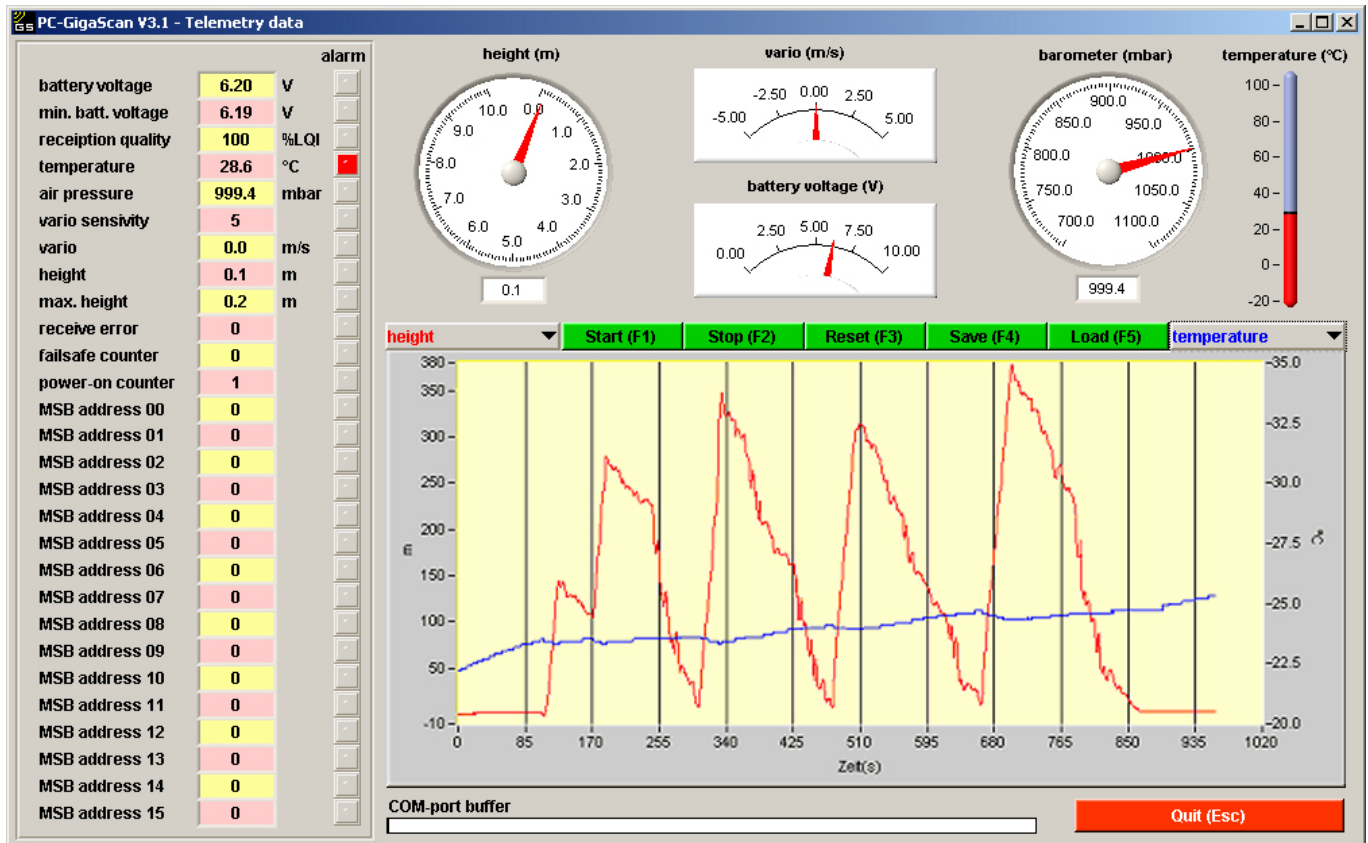 GS PC-GigaScan V3.1 - Telemetry data
alarm
battery voltage 6.20 V
min. batt. voltage 6.19 V
receiption quality 100 %LQI
temperature 28.6 °C
air pressure 999.4 mbar
vario sensivity 5
vario 0.0 m/s
height 0.1 m
max. height 0.2 m
receive error 0
failsafe counter 0
power-on counter 1
MSB address 00 0
MSB address 01 0
MSB address 02 0
MSB address 03 0
MSB address 04 0
MSB address 05 0
MSB address 06 0
MSB address 07 0
MSB address 08 0
MSB address 09 0
MSB address 10 0
MSB address 11 0
MSB address 12 0
MSB address 13 0
MSB address 14 0
MSB address 15 0
height (m)
0.0
1.0
2.0
3.0
4.0
5.0
6.0
7.0
8.0
9.0
10.0
0.1
vario (m/s)
-5.00 -2.50 0.00 2.50 5.00
battery voltage (V)
0.00 2.50 5.00 7.50 10.00
barometer (mbar)
700.0
750.0
800.0
850.0
900.0
950.0
1000.0
1050.0
1100.0
999.4
temperature (°C)
100
80
60
40
20
0
-20
height Start (F1) Stop (F2) Reset (F3) Save (F4) Load (F5) temperature
380
350
300
250
200
150
100
50
-10
m
35.0
32.5
30.0
27.5
25.0
22.5
20.0
°C
0 85 170 255 340 425 510 595 680 765 850 935 1020
Zeit(s)
COM-port buffer
Quit (Esc)